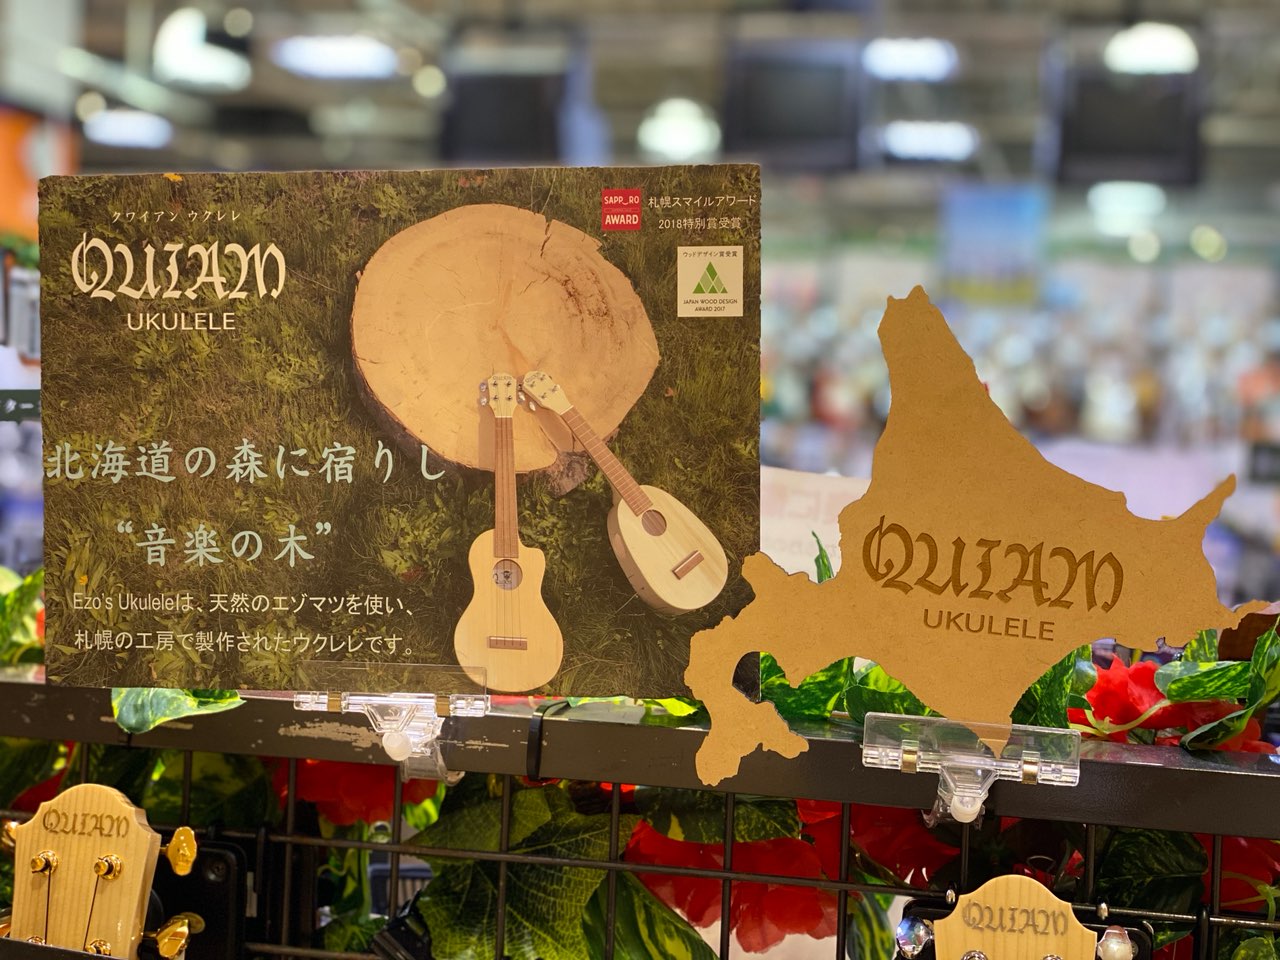 クワイアン ウクレレ
QUIAM
UKULELE
SAPP_RO
AWARD
札幌スマイルアワード
2018特別賞受賞
ウッドデザイン賞受賞
JAPAN WOOD DESIGN
AWARD 2017
北海道の森に宿りし
“音楽の木”
Ezo's Ukuleleは、天然のエゾマツを使い、
札幌の工房で製作されたウクレレです。
QUIAM
UKULELE
QUIAM
QUIAM